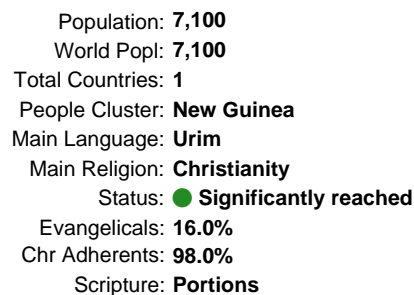 Population: 7,100
World Popl: 7,100
Total Countries: 1
People Cluster: New Guinea
Main Language: Urim
Main Religion: Christianity
Status: Significantly reached
Evangelicals: 16.0%
Chr Adherents: 98.0%
Scripture: Portions